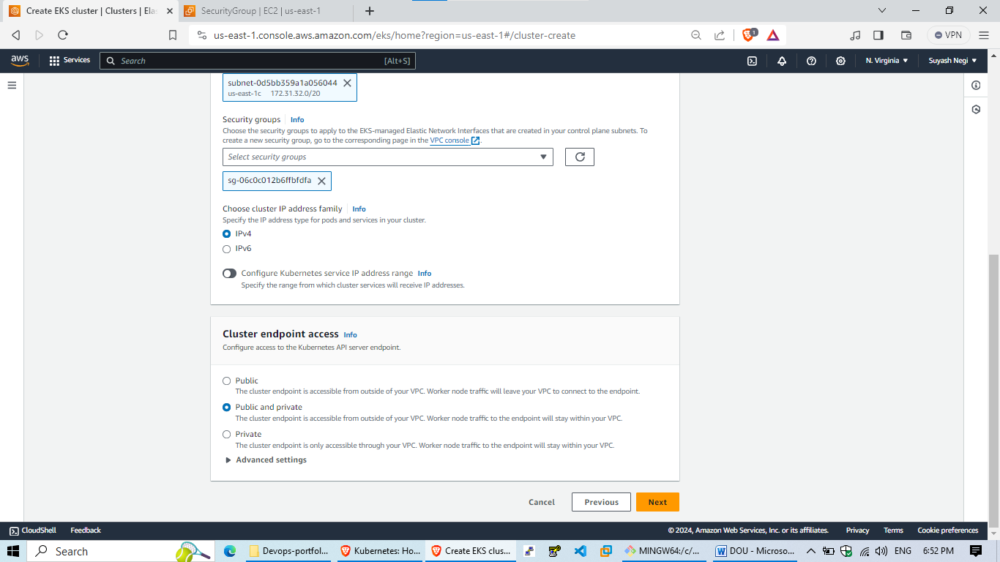 Create EKS cluster | Clusters | Elas
SecurityGroup | EC2 | us-east-1
us-east-1.console.aws.amazon.com/eks/home?region=us-east-1#/cluster-create
1
VPN
aws
Services
Search
[Alt+S]
N. Virginia
Suyash Negi
subnet-0d5bb359a1a056044
us-east-1c 172.31.32.0/20
Security groups Info
Choose the security groups to apply to the EKS-managed Elastic Network Interfaces that are created in your control plane subnets. To
create a new security group, go to the corresponding page in the VPC console.
Select security groups
sg-06c0c012b6ffbfdfa
Choose cluster IP address family Info
Specify the IP address type for pods and services in your cluster.
IPv4
IPv6
Configure Kubernetes service IP address range Info
Specify the range from which cluster services will receive IP addresses.
Cluster endpoint access Info
Configure access to the Kubernetes API server endpoint.
Public
The cluster endpoint is accessible from outside of your VPC. Worker node traffic will leave your VPC to connect to the endpoint.
Public and private
The cluster endpoint is accessible from outside of your VPC. Worker node traffic to the endpoint will stay within your VPC.
Private
The cluster endpoint is only accessible through your VPC. Worker node traffic to the endpoint will stay within your VPC.
Advanced settings
Cancel
Previous
Next
CloudShell
Feedback
© 2024, Amazon Web Services, Inc. or its affiliates.
Privacy
Terms
Cookie preferences
Search
Devops-portfol...
Kubernetes: Ho...
Create EKS clus...
MINGW64:/c/...
DOU - Microso...
ENG
6:52 PM